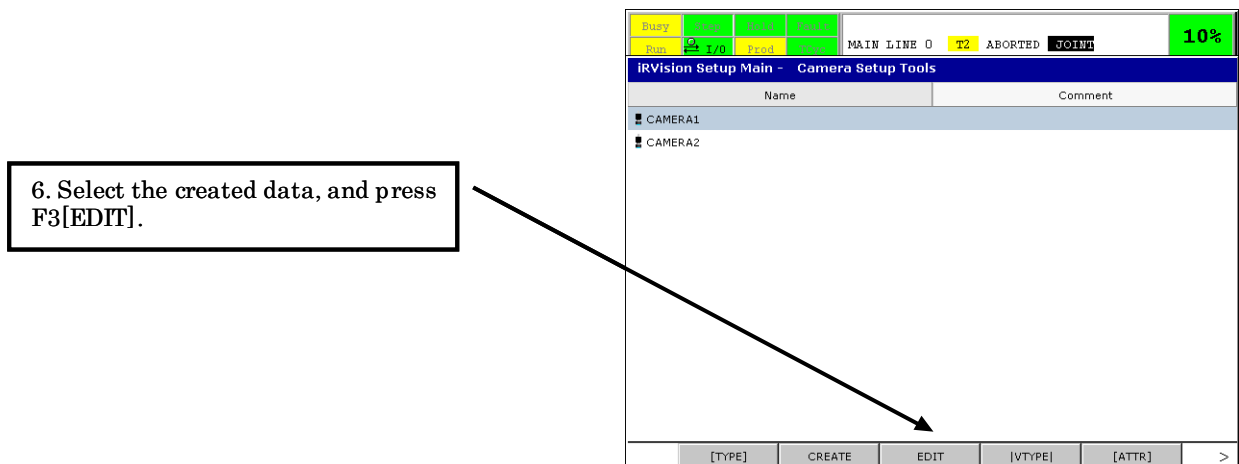 Busy Step Hold Fault
Run I/O Prod TCyc
MAIN LINE 0 T2 ABORTED JOINT
10%
iRVision Setup Main - Camera Setup Tools
Name Comment
CAMERA1
CAMERA2
6. Select the created data, and press
F3[EDIT].
[TYPE] CREATE EDIT |VTYPE| [ATTR] >